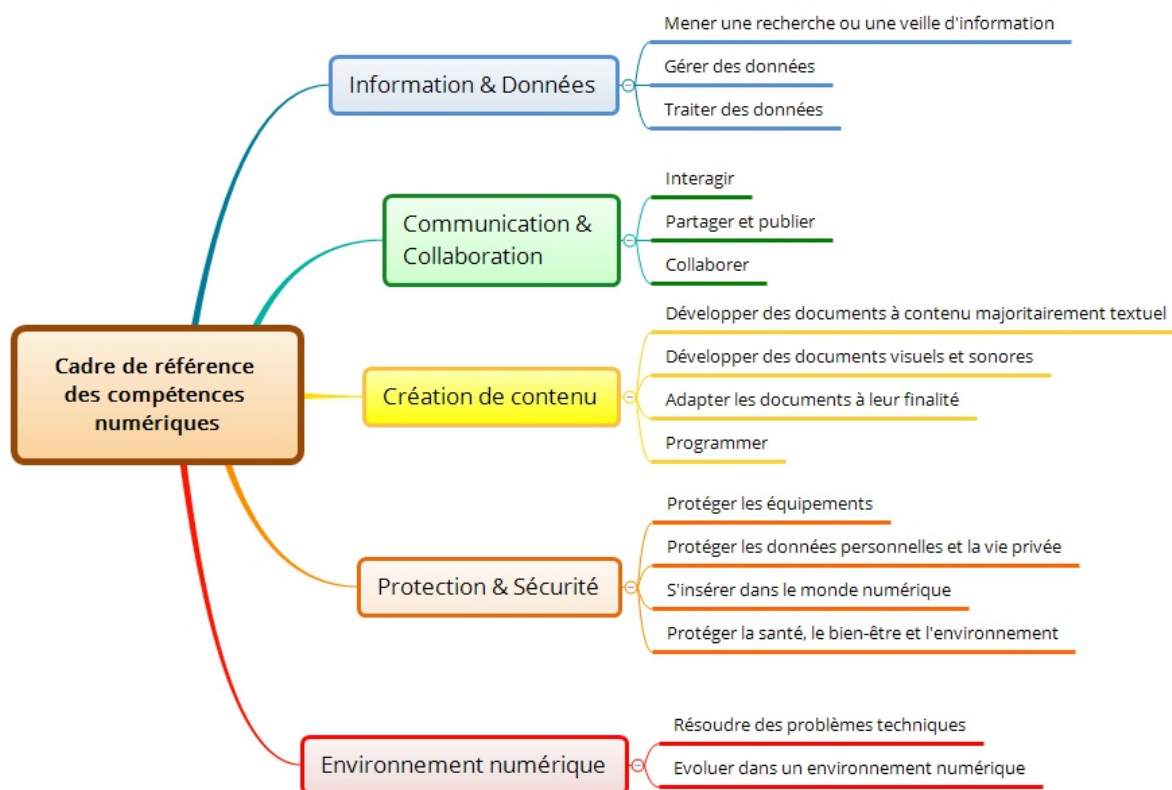 Mener une recherche ou une veille d'information
Information & Données
Gérer des données
Traiter des données
Interagir
Communication &
Collaboration
Partager et publier
Collaborer
Cadre de référence
des compétences
numériques
Développer des documents à contenu majoritairement textuel
Développer des documents visuels et sonores
Création de contenu
Adapter les documents à leur finalité
Programmer
Protéger les équipements
Protéger les données personnelles et la vie privée
Protection & Sécurité
S'insérer dans le monde numérique
Protéger la santé, le bien-être et l'environnement
Résoudre des problèmes techniques
Environnement numérique
Evoluer dans un environnement numérique